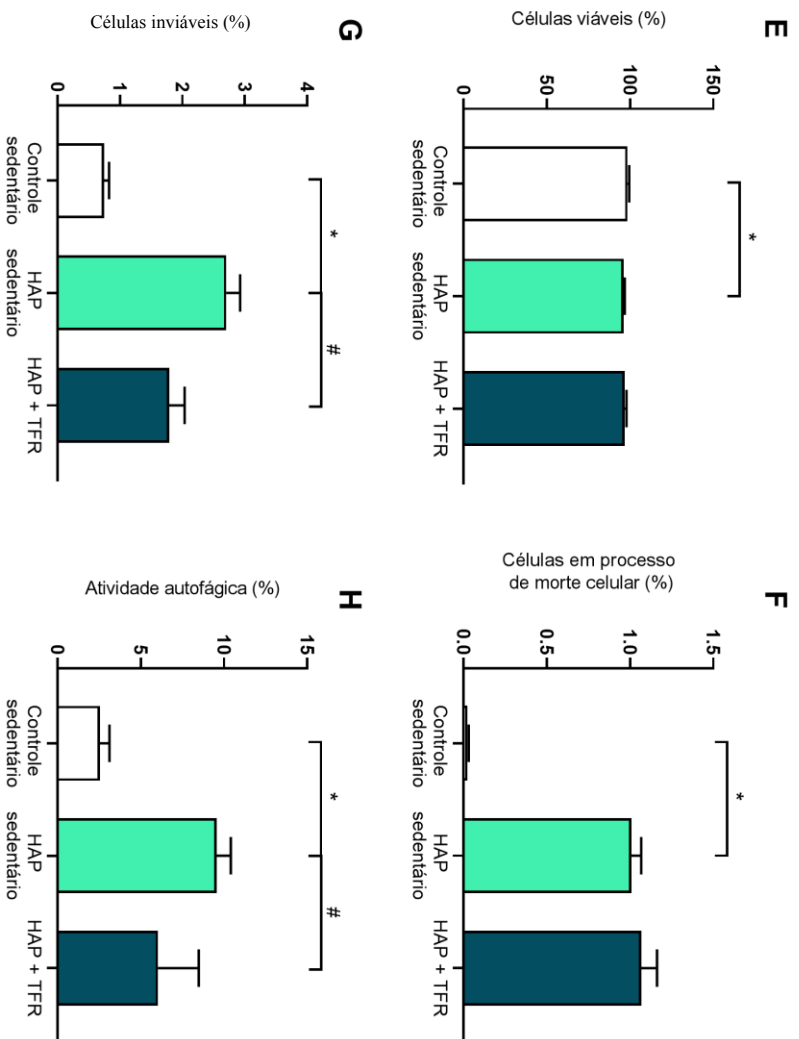 E
Células viáveis (%)
150
100
50
0
*
Controle
sedentário
HAP
sedentário
HAP + TFR
F
Células em processo
de morte celular (%)
1.5
1.0
0.5
0.0
*
Controle
sedentário
HAP
sedentário
HAP + TFR
G
Células inviáveis (%)
4
3
2
1
0
*
#
Controle
sedentário
HAP
sedentário
HAP + TFR
H
Atividade autofágica (%)
15
10
5
0
*
#
Controle
sedentário
HAP
sedentário
HAP + TFR